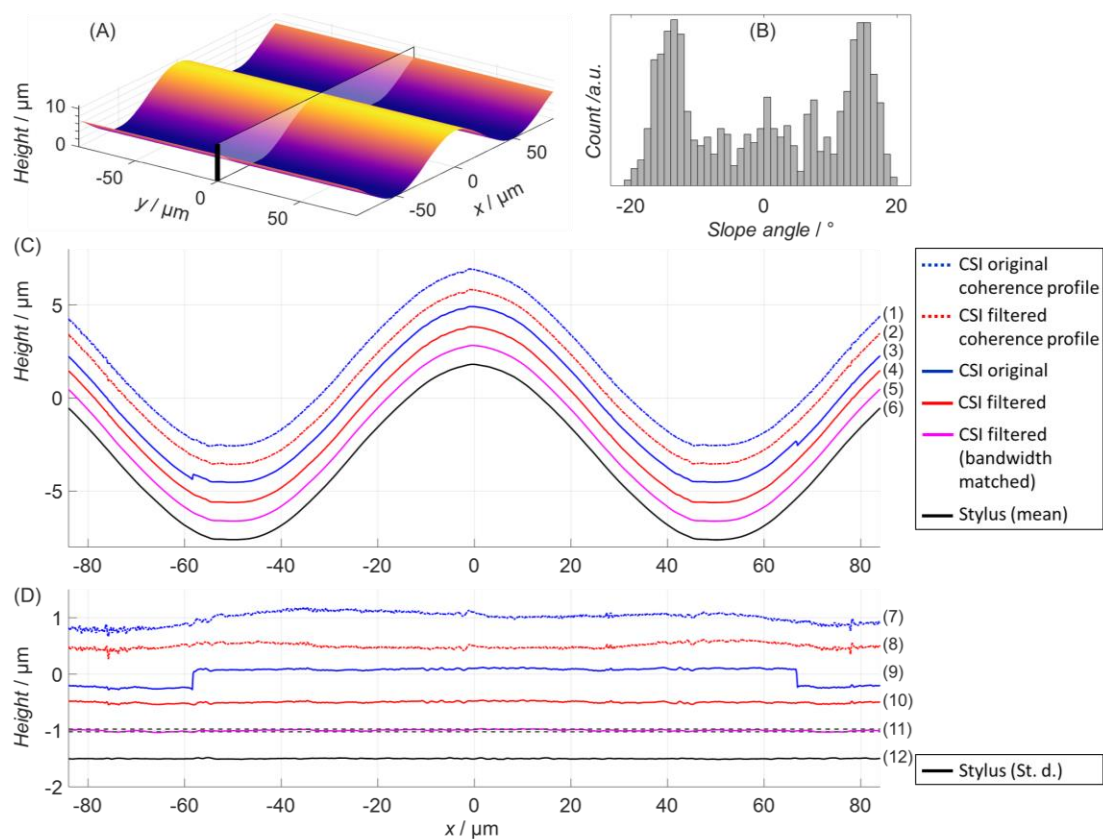 (A)
Height / µm
10
0
-50
0
50
y / µm
-50
0
50
x / µm
(B)
Count /a.u.
-20
0
20
Slope angle / °
(C)
Height / µm
5
0
-5
-80
-60
-40
-20
0
20
40
60
80
(1)
(2)
(3)
(4)
(5)
(6)
CSI original
coherence profile
CSI filtered
coherence profile
CSI original
CSI filtered
CSI filtered
(bandwidth
matched)
Stylus (mean)
(D)
Height / µm
1
0
-1
-2
-80
-60
-40
-20
0
20
40
60
80
x / µm
(7)
(8)
(9)
(10)
(11)
(12)
Stylus (St. d.)